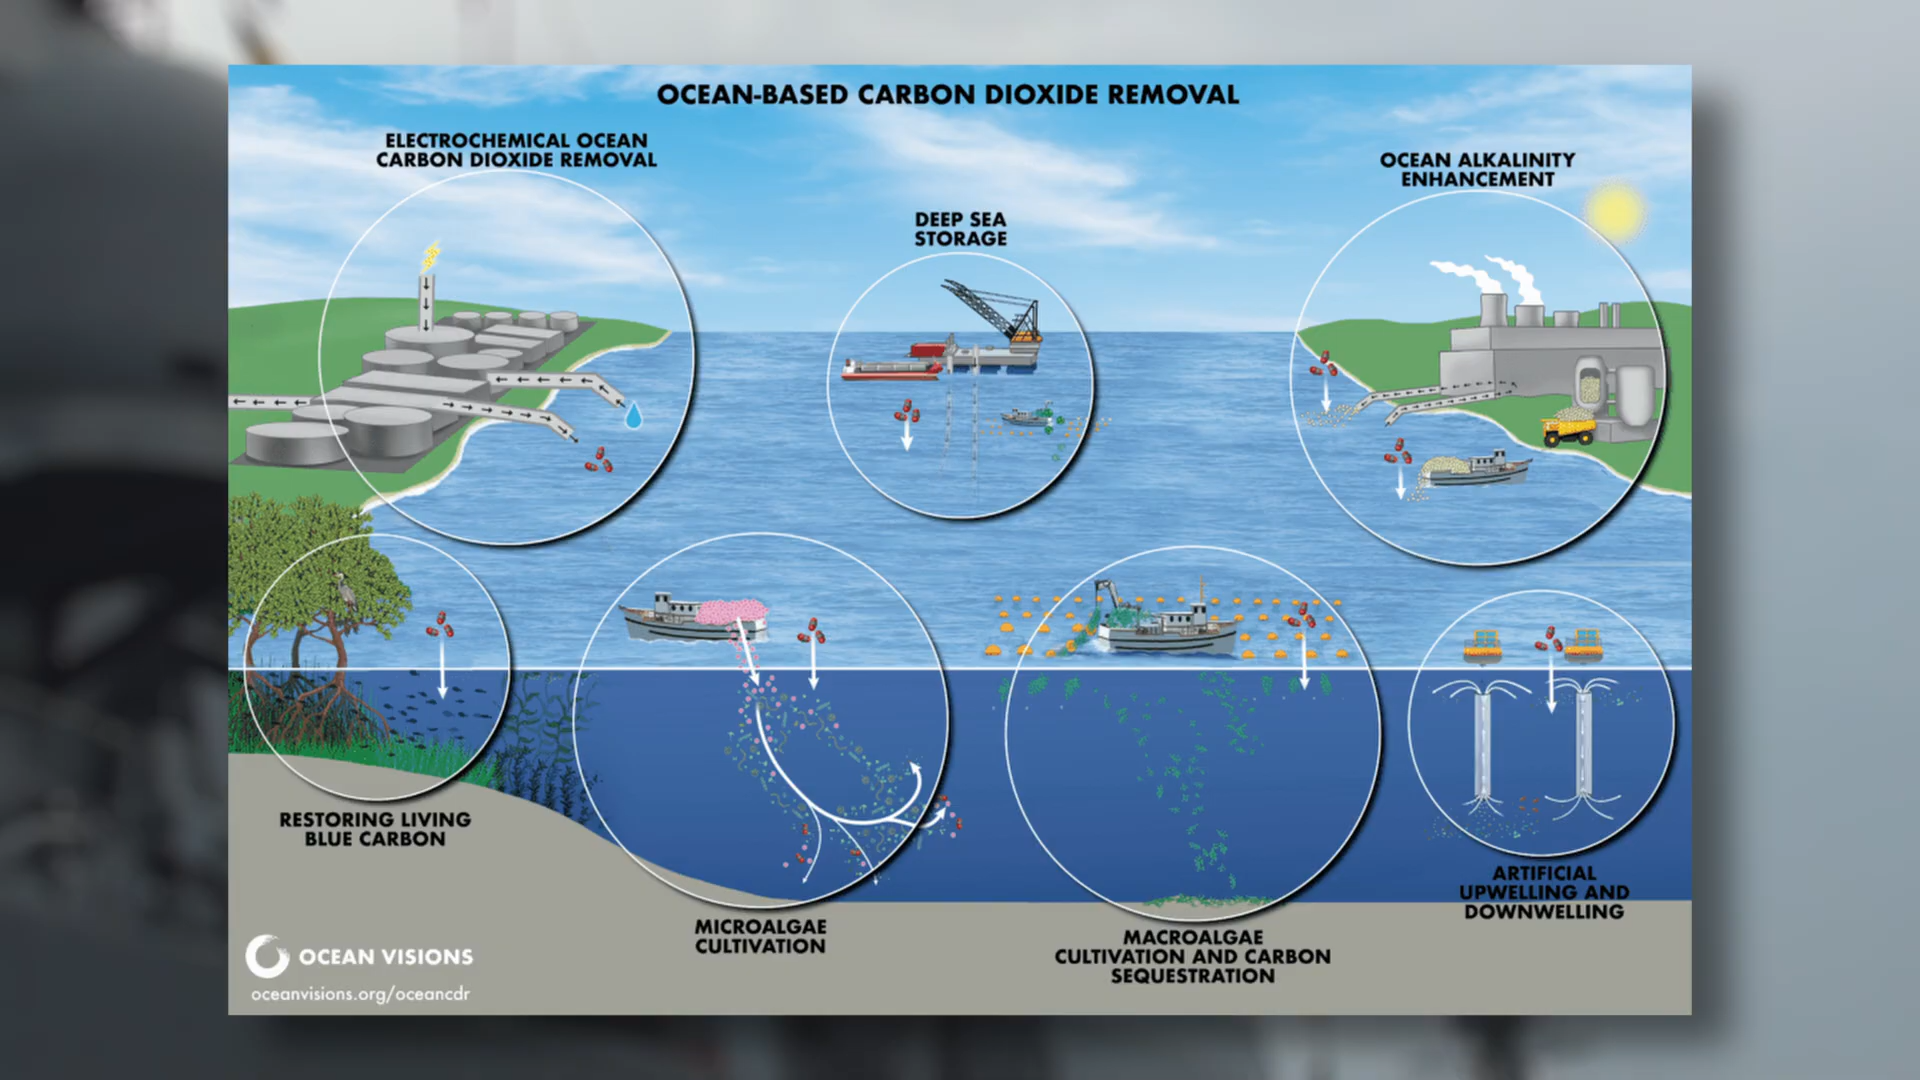 OCEAN-BASED CARBON DIOXIDE REMOVAL
ELECTROCHEMICAL OCEAN
CARBON DIOXIDE REMOVAL
DEEP SEA
STORAGE
OCEAN ALKALINITY
ENHANCEMENT
RESTORING LIVING
BLUE CARBON
MICROALGAE
CULTIVATION
MACROALGAE
CULTIVATION AND CARBON
SEQUESTRATION
ARTIFICIAL
UPWELLING AND
DOWNWELLING
OCEAN VISIONS
oceanvisions.org/oceancdr